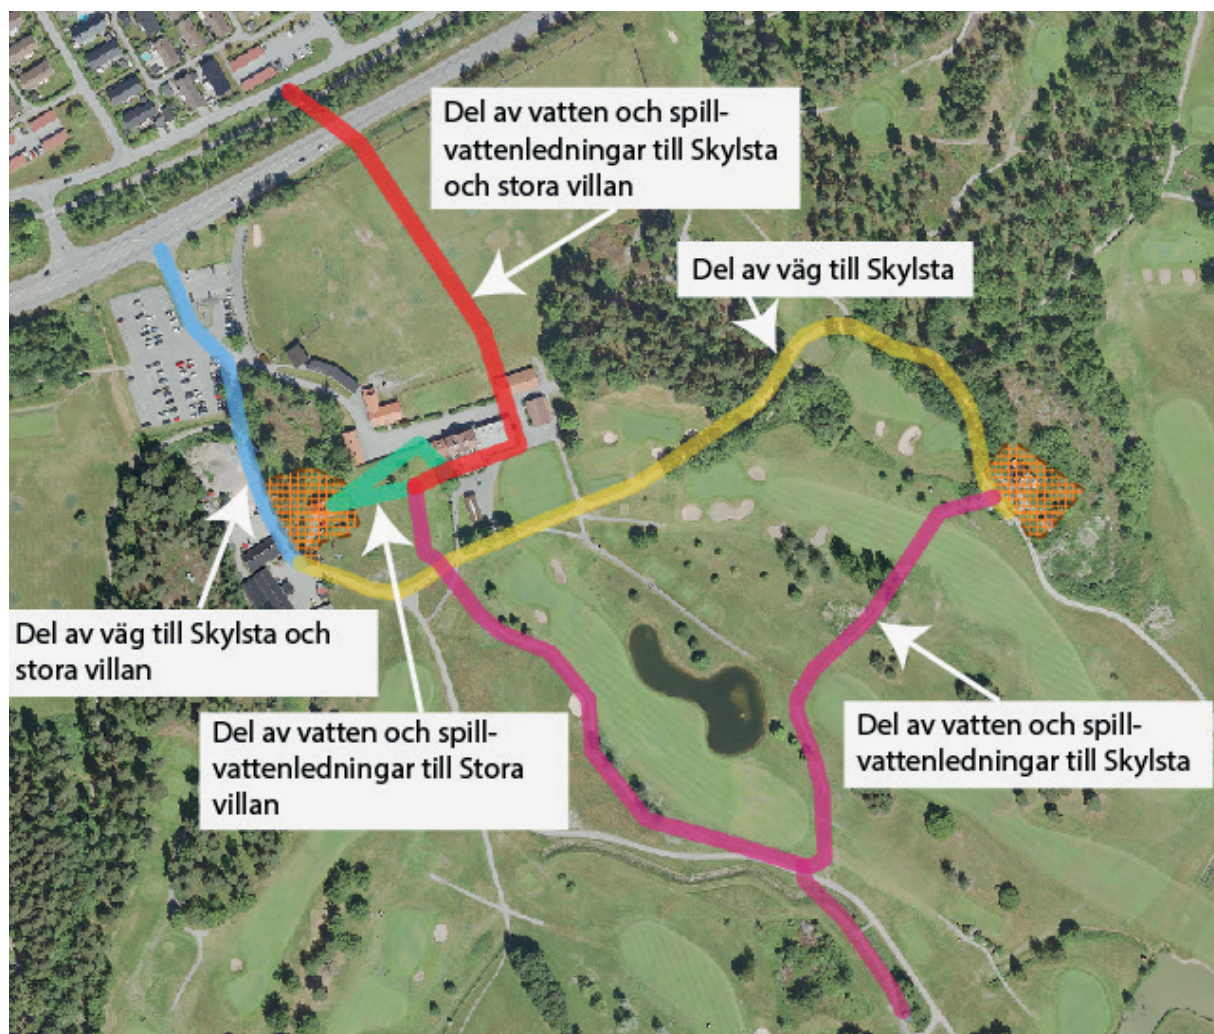 Del av vatten och spill-
vattenledningar till Skylsta
och stora villan
Del av väg till Skylsta
Del av väg till Skylsta och
stora villan
Del av vatten och spill-
vattenledningar till Stora
villan
Del av vatten och spill-
vattenledningar till Skylsta